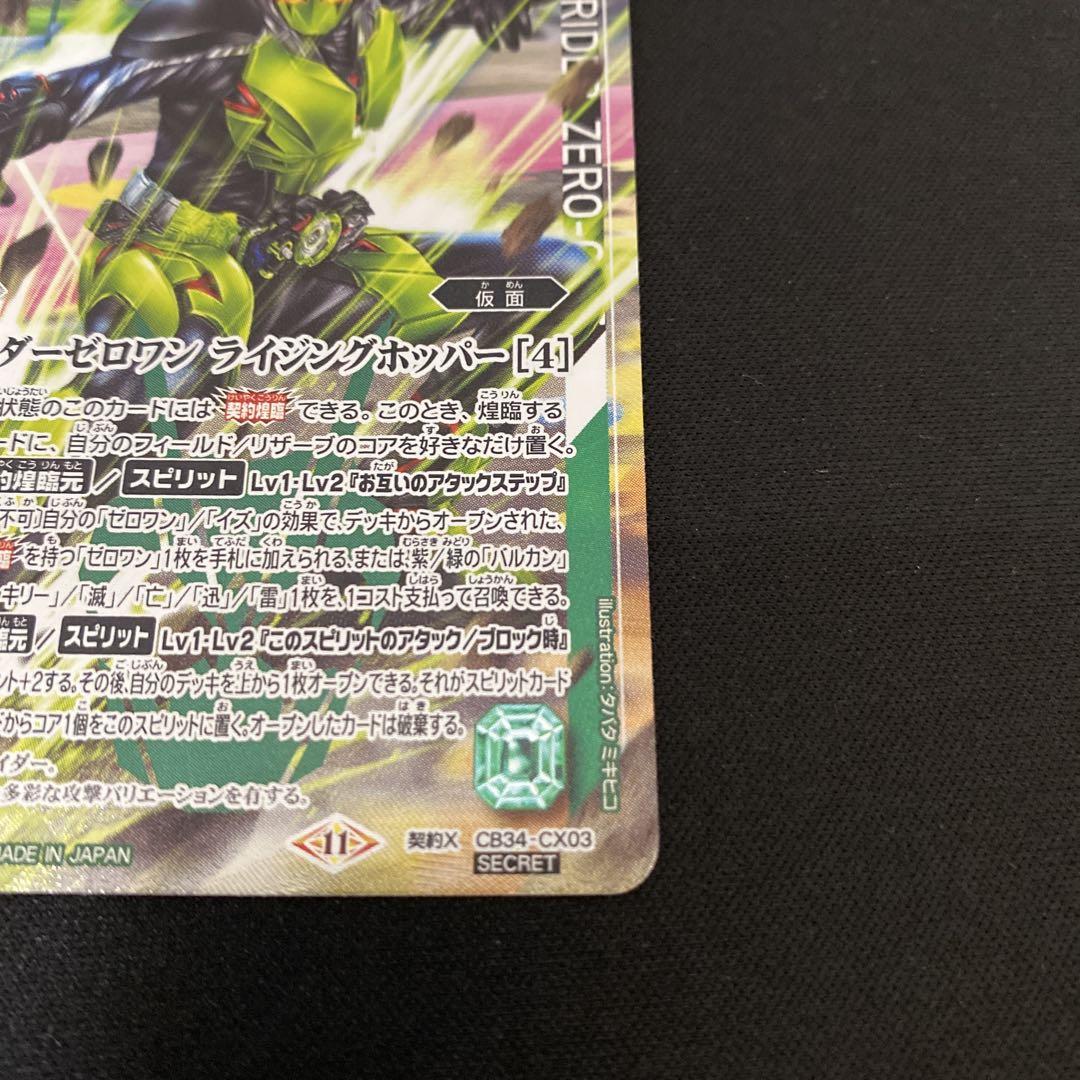 RIDER ZERO-
かめん
仮面
ダーゼロワン ライジングホッパー[4]
状態のこのカードには 契約煌臨 できる。このとき、煌臨する
ードに、自分のフィールド/リザーブのコアを好きなだけ置く。
約煌臨元 / スピリット Lv1・Lv2『お互いのアタックステップ』
不可〕自分の「ゼロワン」/「イズ」の効果で、デッキからオープンされた、
臨 を持つ「ゼロワン」1枚を手札に加えられる、または、紫/緑の「バルカン」
キリー」/「滅」/「亡」/「迅」/「雷」1枚を、1コスト支払って召喚できる。
臨元 / スピリット Lv1・Lv2『このスピリットのアタック/ブロック時』
ント+2する。その後、自分のデッキを上から1枚オープンできる。それがスピリットカード
からコア1個をこのスピリットに置く。オープンしたカードは破棄する。
イダー。
多彩な攻撃バリエーションを有する。
illustration:タバタ ミキヒコ
MADE IN JAPAN
11
契約X CB34-CX03
SECRET